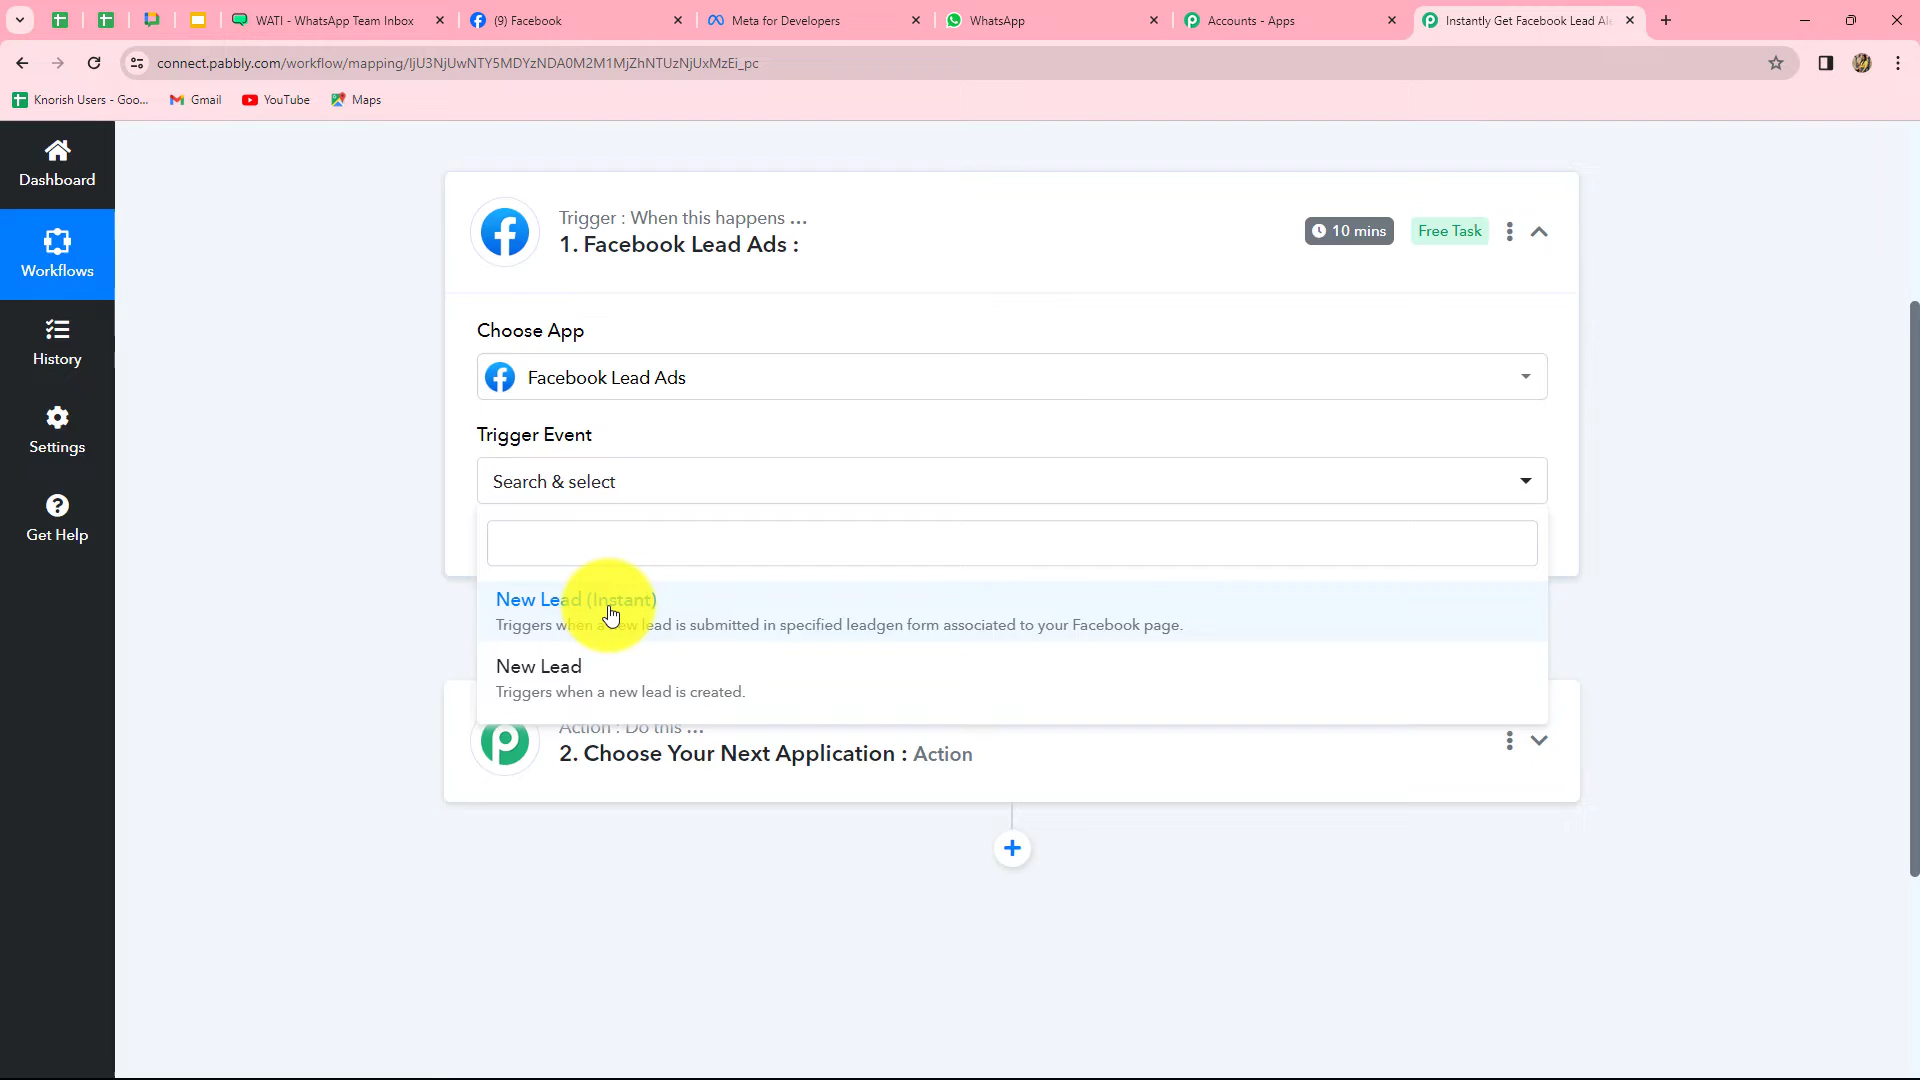 WATI - WhatsApp Team Inbox
(9) Facebook
Meta for Developers
WhatsApp
Accounts - Apps
Instantly Get Facebook Lead Al
connect.pabbly.com/workflow/mapping/IjU3NjUwNTY5MDYzNDA0M2M1MjZhNTUzNjUxMzEi_pc
Knorish Users - Goo...
Gmail
YouTube
Maps
Dashboard
Workflows
History
Settings
Get Help
Trigger : When this happens ...
1. Facebook Lead Ads :
10 mins
Free Task
Choose App
Facebook Lead Ads
Trigger Event
Search & select
New Lead (Instant)
Triggers when a new lead is submitted in specified leadgen form associated to your Facebook page.
New Lead
Triggers when a new lead is created.
Action : Do this ...
2. Choose Your Next Application : Action